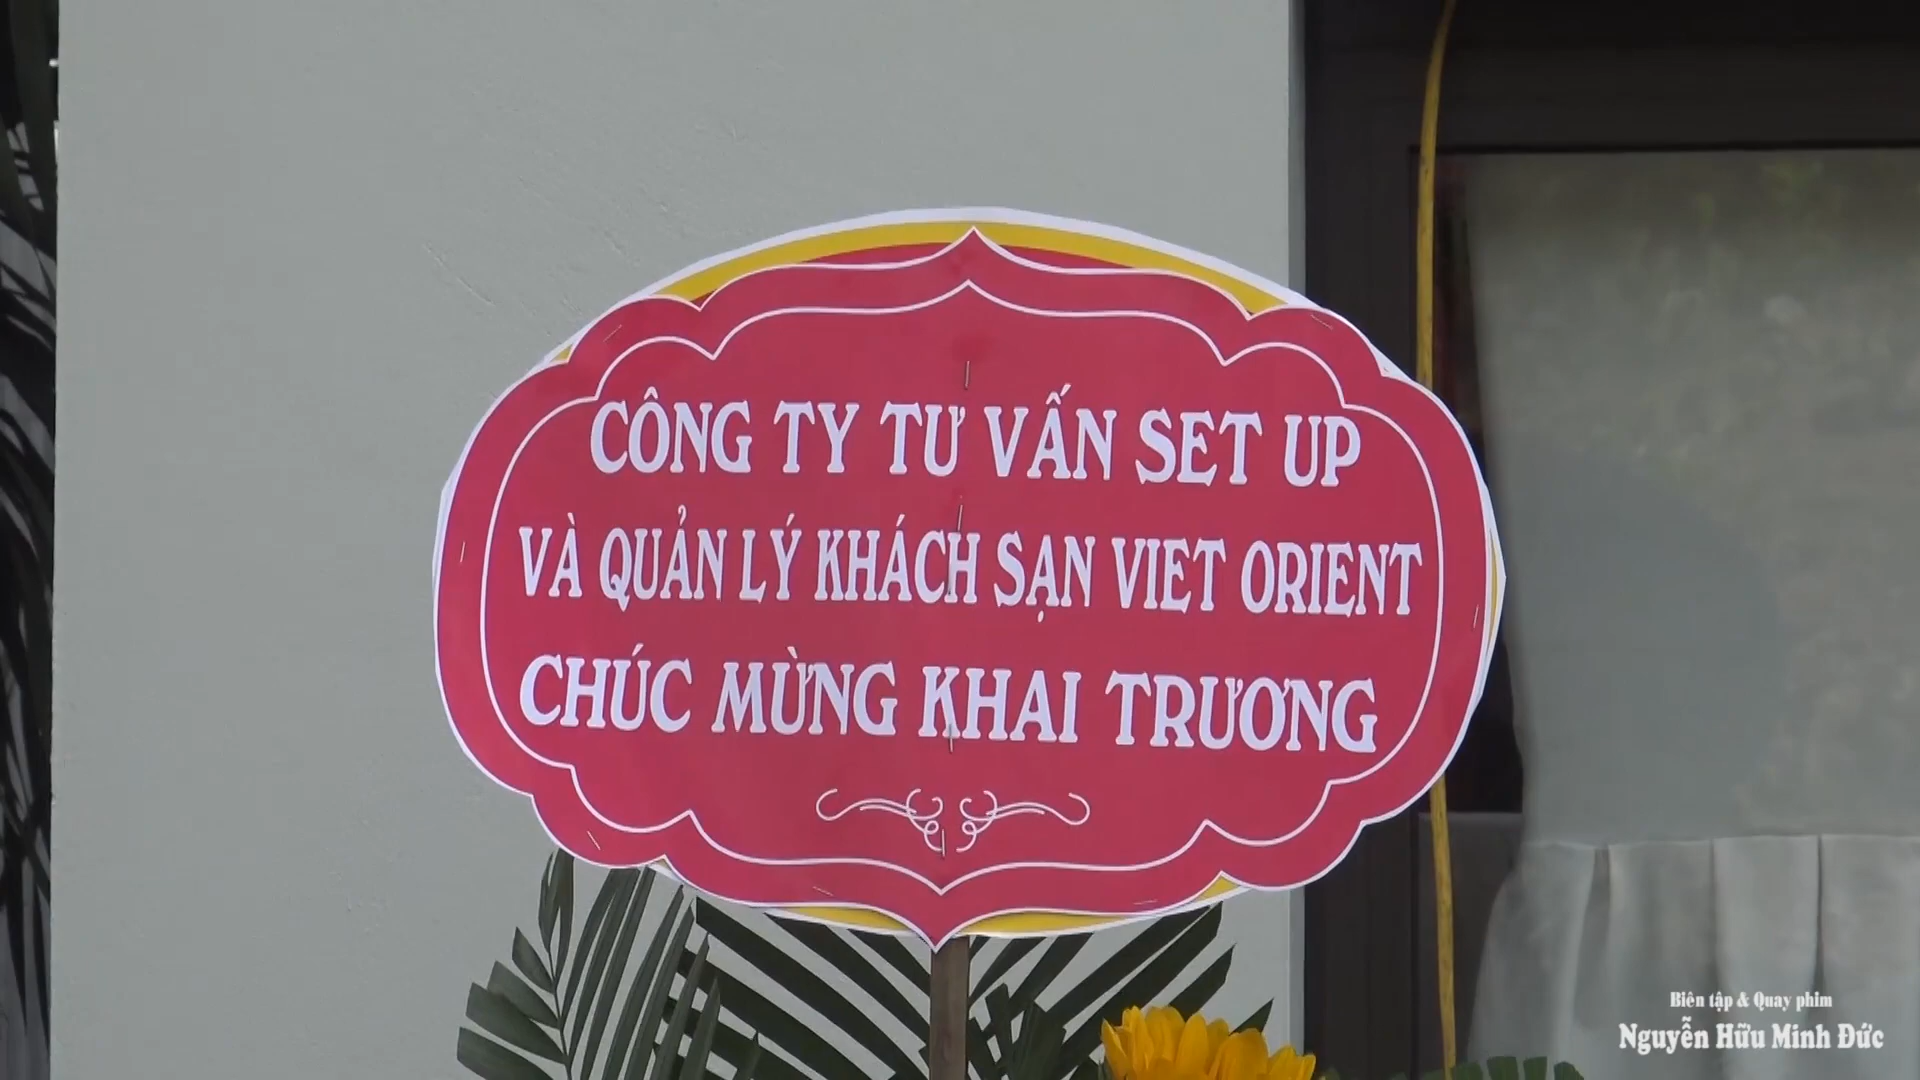 CÔNG TY TƯ VẤN SET UP
VÀ QUẢN LÝ KHÁCH SẠN VIET ORIENT
CHÚC MỪNG KHAI TRƯƠNG
Biên tập & Quay phim
Nguyễn Hữu Minh Đức